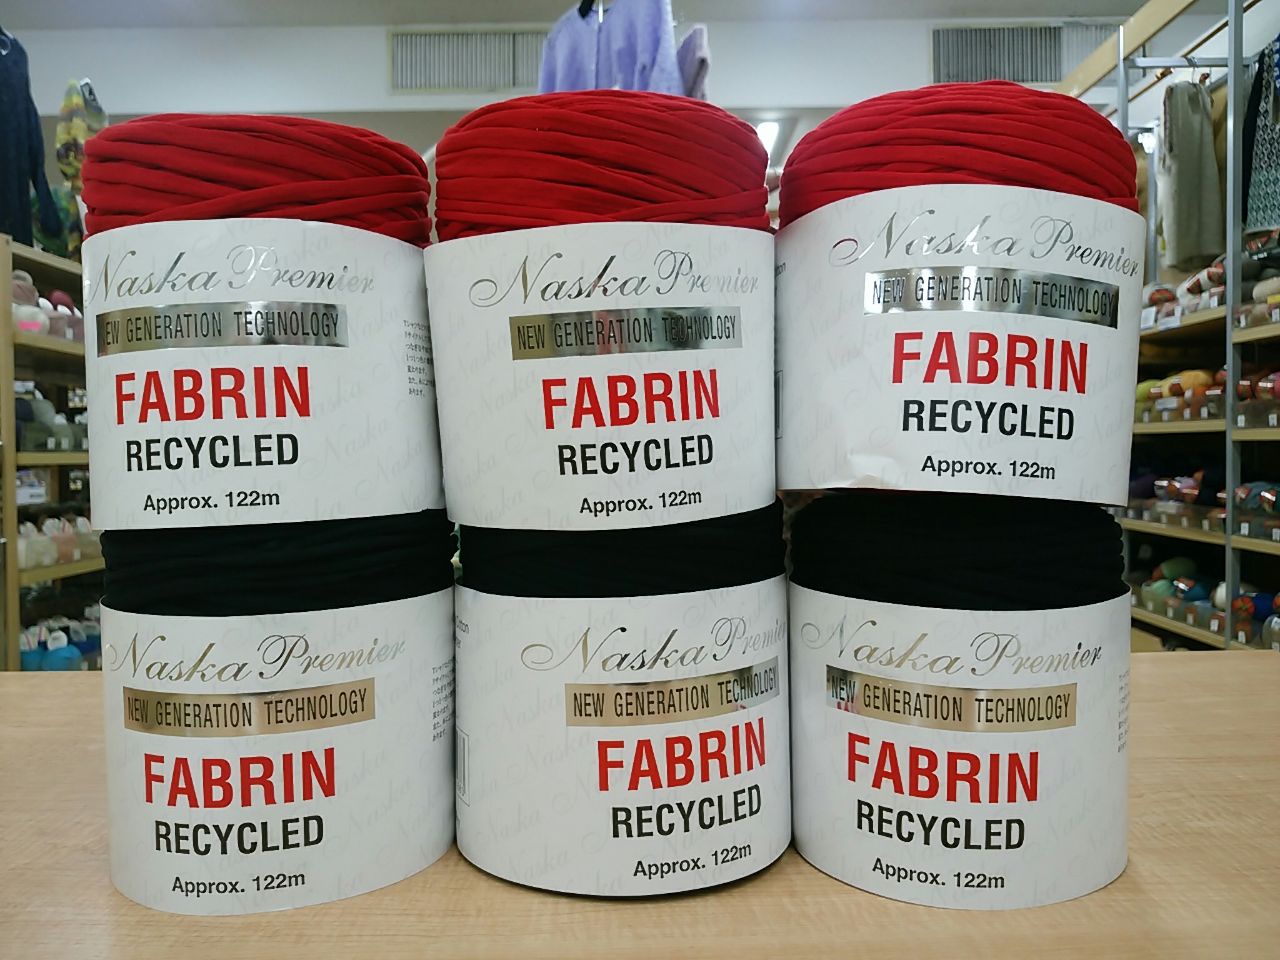 Naska Premier
NEW GENERATION TECHNOLOGY
FABRIN
RECYCLED
Approx. 122m
Naska Premier
NEW GENERATION TECHNOLOGY
FABRIN
RECYCLED
Approx. 122m
Naska Premier
NEW GENERATION TECHNOLOGY
FABRIN
RECYCLED
Approx. 122m
Naska Premier
NEW GENERATION TECHNOLOGY
FABRIN
RECYCLED
Approx. 122m
Naska Premier
NEW GENERATION TECHNOLOGY
FABRIN
RECYCLED
Approx. 122m
Naska Premier
NEW GENERATION TECHNOLOGY
FABRIN
RECYCLED
Approx. 122m